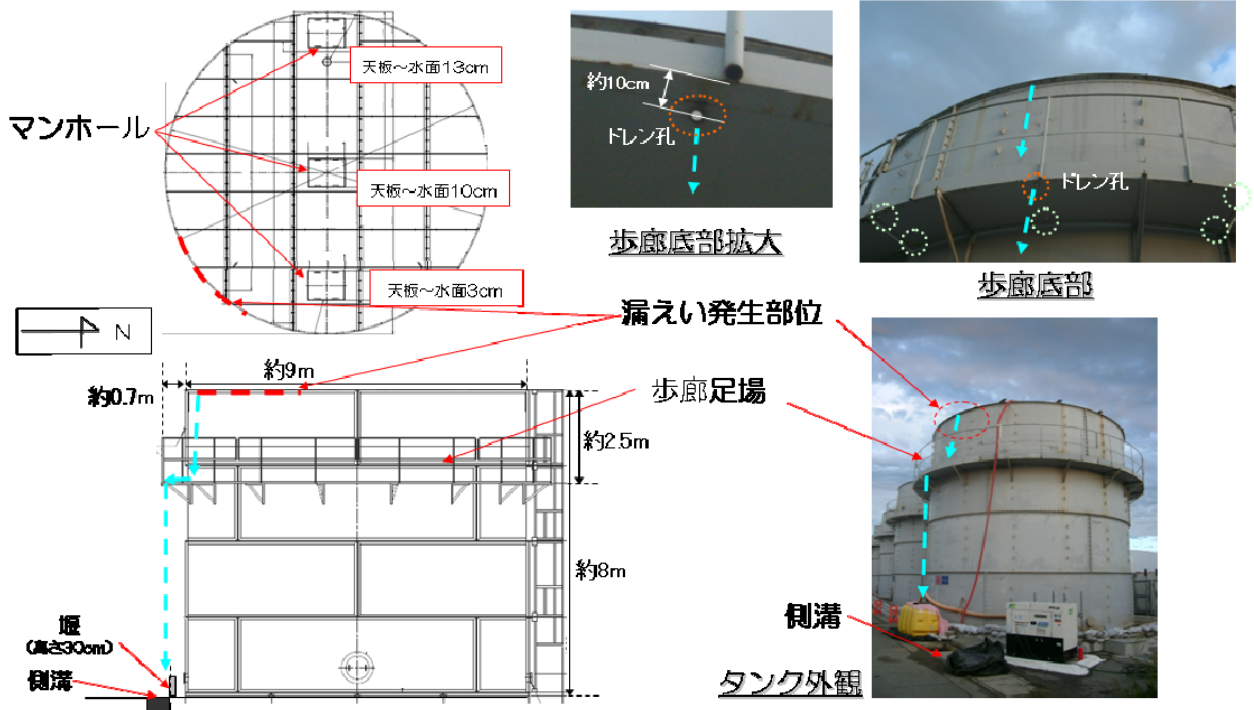 マンホール
天板～水面13cm
天板～水面10cm
天板～水面3cm
N
約10cm
ドレン孔
歩廊底部拡大
ドレン孔
歩廊底部
漏えい発生部位
歩廊足場
約9m
約0.7m
約2.5m
約8m
堰
(高さ30cm)
側溝
側溝
タンク外観